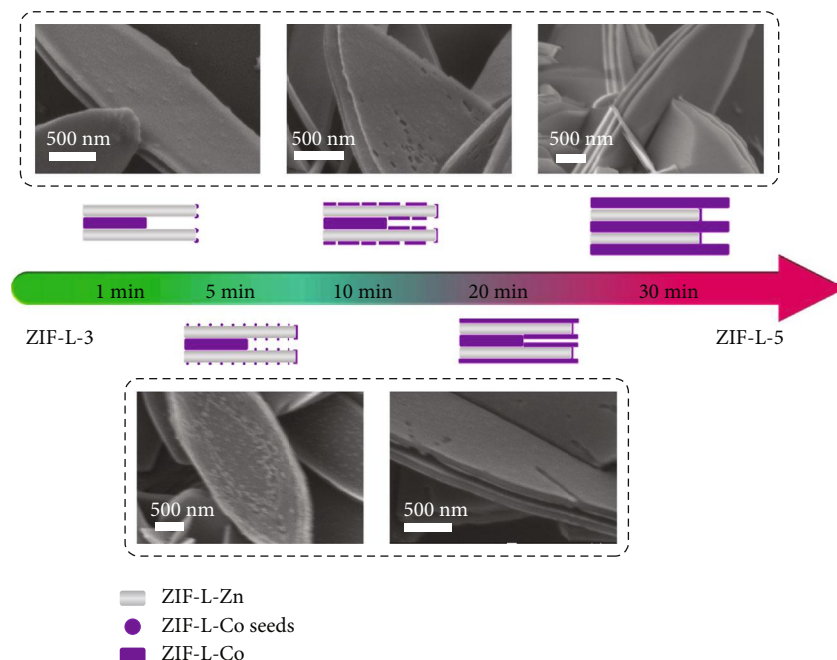 500 nm
500 nm
500 nm
1 min
5 min
10 min
20 min
30 min
ZIF-L-3
ZIF-L-5
500 nm
500 nm
ZIF-L-Zn
ZIF-L-Co seeds
ZIF-L-Co